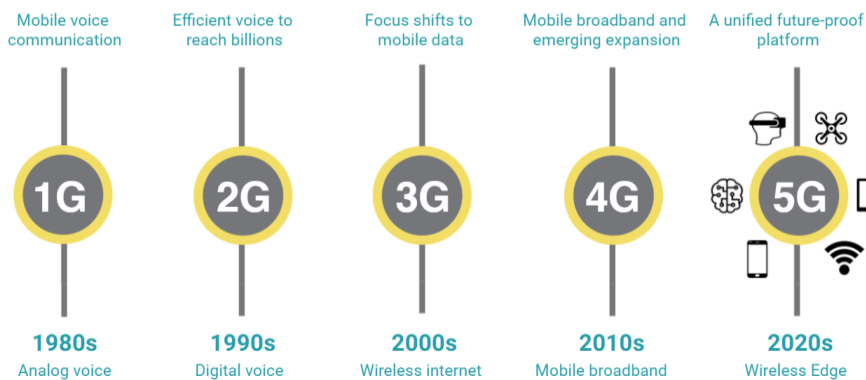 Mobile voice
communication
Efficient voice to
reach billions
Focus shifts to
mobile data
Mobile broadband and
emerging expansion
A unified future-proof
platform
1G
2G
3G
4G
5G
1980s
1990s
2000s
2010s
2020s
Analog voice
Digital voice
Wireless internet
Mobile broadband
Wireless Edge